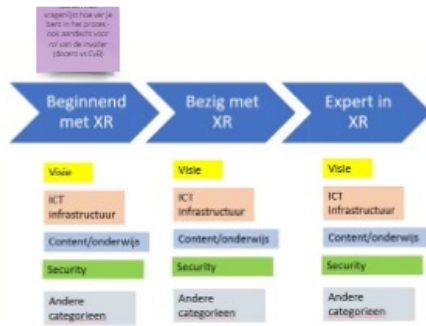 vragenlijst hoe ver je
bent in het proces -
ook aandacht voor
rol van de invuller
(docent vs CvB)
Beginnend
met XR
Bezig met
XR
Expert in
XR
Visie
ICT
infrastructuur
Content/onderwijs
Security
Andere
categorieen
Visie
ICT
Infrastructuur
Content/onderwijs
Security
Andere
categorieen
Visie
ICT
Infrastructuur
Content/onderwijs
Security
Andere
categorieen